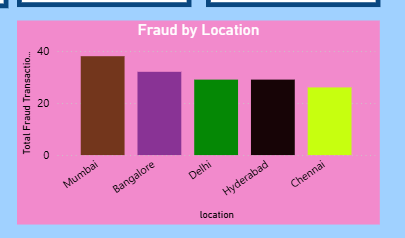 Fraud by Location
Total Fraud Transactio...
40
20
0
Mumbai
Bangalore
Delhi
Hyderabad
Chennai
location